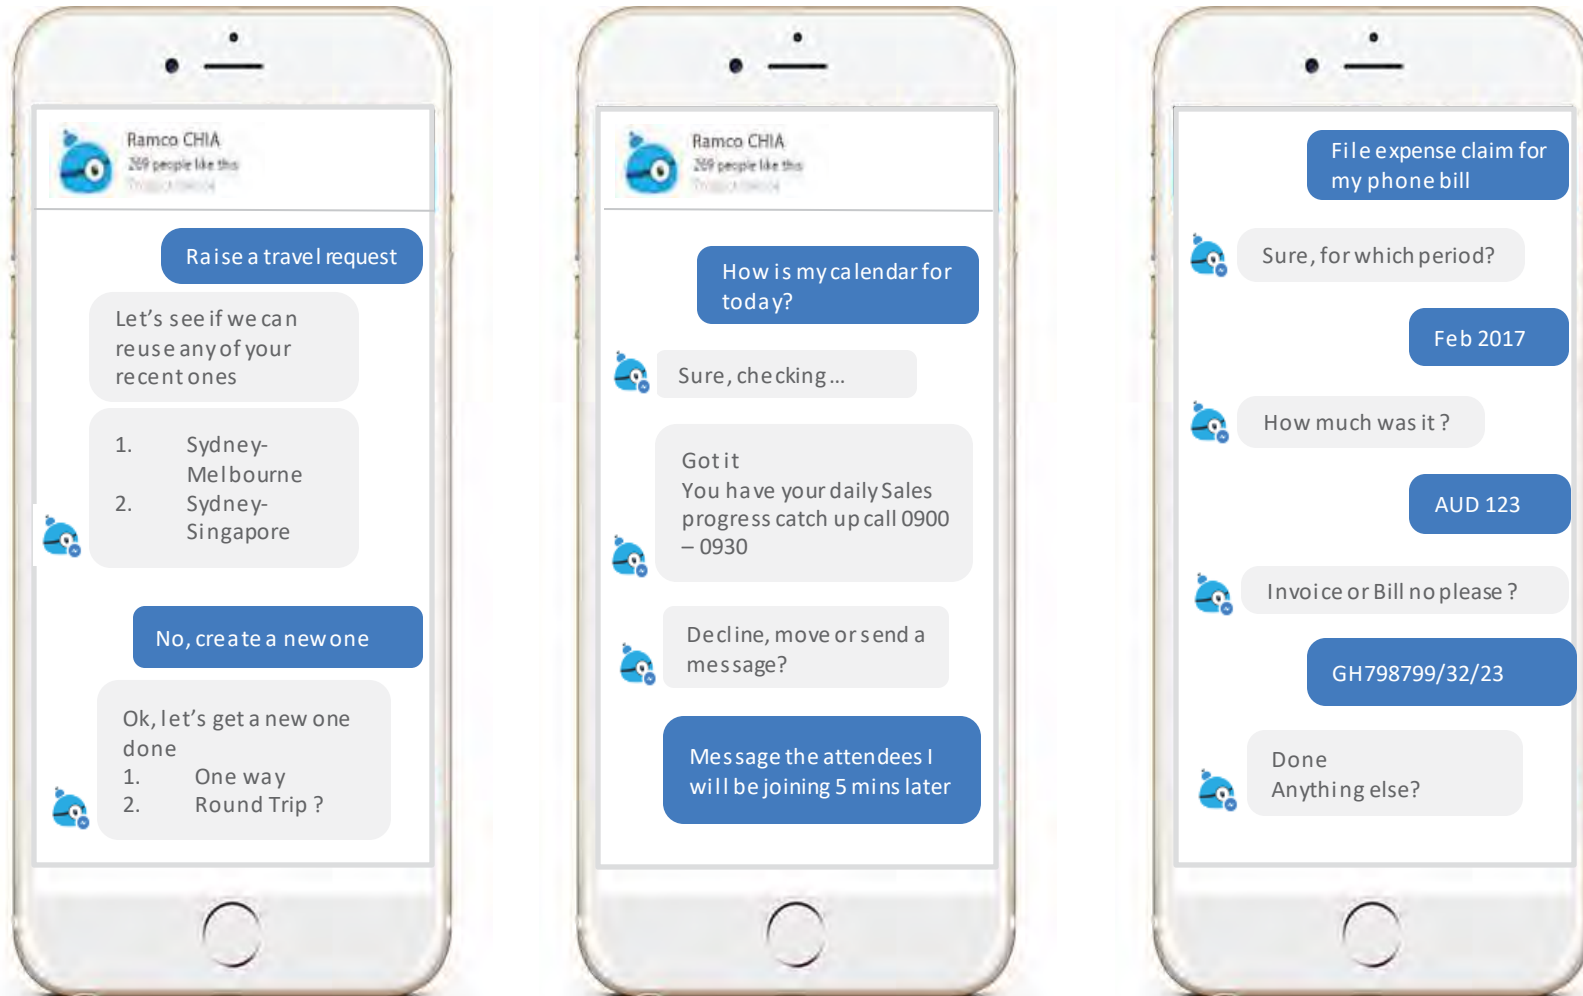 Ramco CHIA
269 people like this
Raise a travel request
Let's see if we can
reuse any of your
recent ones
1. Sydney-
Melbourne
2. Sydney-
Singapore
No, create a new one
Ok, let's get a new one
done
1. One way
2. Round Trip ?
Ramco CHIA
269 people like this
How is my calendar for
today?
Sure, checking ...
Got it
You have your daily Sales
progress catch up call 0900
– 0930
Decline, move or send a
message?
Message the attendees I
will be joining 5 mins later
File expense claim for
my phone bill
Sure, for which period?
Feb 2017
How much was it ?
AUD 123
Invoice or Bill no please ?
GH798799/32/23
Done
Anything else?